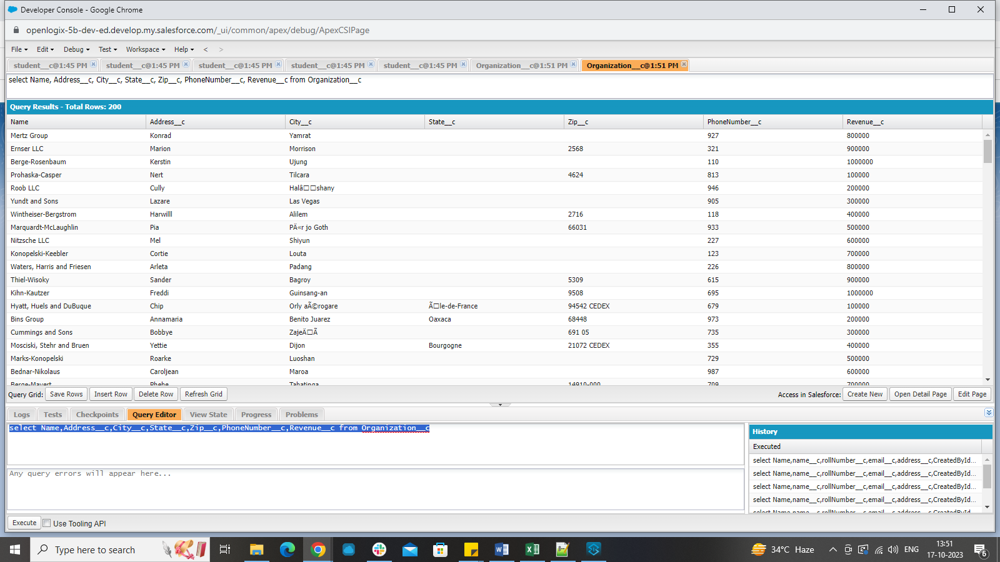 Developer Console - Google Chrome
openlogix-5b-dev-ed.develop.my.salesforce.com/_ui/common/apex/debug/ApexCSIPage
File Edit Debug Test Workspace Help < >
student__c@1:45 PM student__c@1:45 PM student__c@1:45 PM student__c@1:45 PM student__c@1:45 PM Organization__c@1:51 PM Organization__c@1:51 PM
select Name, Address__c, City__c, State__c, Zip__c, PhoneNumber__c, Revenue__c from Organization__c
Query Results - Total Rows: 200
Name Address__c City__c State__c Zip__c PhoneNumber__c Revenue__c
Mertz Group Konrad Yamrat 927 800000
Ernser LLC Marion Morrison 2568 321 900000
Berge-Rosenbaum Kerstin Ujung 110 1000000
Prohaska-Casper Nert Tilcara 4624 813 100000
Roob LLC Cully Halâ□□shany 946 200000
Yundt and Sons Lazare Las Vegas 905 300000
Wintheiser-Bergstrom Harwilll Alilem 2716 118 400000
Marquardt-McLaughlin Pia PÄ«r jo Goth 66031 933 500000
Nitzsche LLC Mel Shiyun 227 600000
Konopelski-Keebler Cortie Louta 123 700000
Waters, Harris and Friesen Arleta Padang 226 800000
Thiel-Wisoky Sander Bagroy 5309 615 900000
Kihn-Kautzer Freddi Guinsang-an 9508 695 1000000
Hyatt, Huels and DuBuque Chip Orly aÃ©rogare Ã□le-de-France 94542 CEDEX 679 100000
Bins Group Annamaria Benito Juarez Oaxaca 68448 973 200000
Cummings and Sons Bobbye ZajeÄ□Ã 691 05 735 300000
Mosciski, Stehr and Bruen Yettie Dijon Bourgogne 21072 CEDEX 355 400000
Marks-Konopelski Roarke Luoshan 729 500000
Bednar-Nikolaus Caroljean Maroa 987 600000
Berge-Mayert Phebe Tabatinga 14910-000 709 700000
Query Grid: Save Rows Insert Row Delete Row Refresh Grid Access in Salesforce: Create New Open Detail Page Edit Page
Logs Tests Checkpoints Query Editor View State Progress Problems
select Name,Address__c,City__c,State__c,Zip__c,PhoneNumber__c,Revenue__c from Organization__c
Any query errors will appear here...
History
Executed
select Name,name__c,rollNumber__c,email__c,address__c,CreatedById...
select Name,name__c,rollNumber__c,email__c,address__c,CreatedById...
select Name,name__c,rollNumber__c,email__c,address__c,CreatedById...
select Name,name__c,rollNumber__c,email__c,address__c,CreatedById...
select Name,name__c,rollNumber__c,email__c,address__c,CreatedById...
Execute Use Tooling API
Type here to search
34°C Haze
ENG
13:51
17-10-2023
6